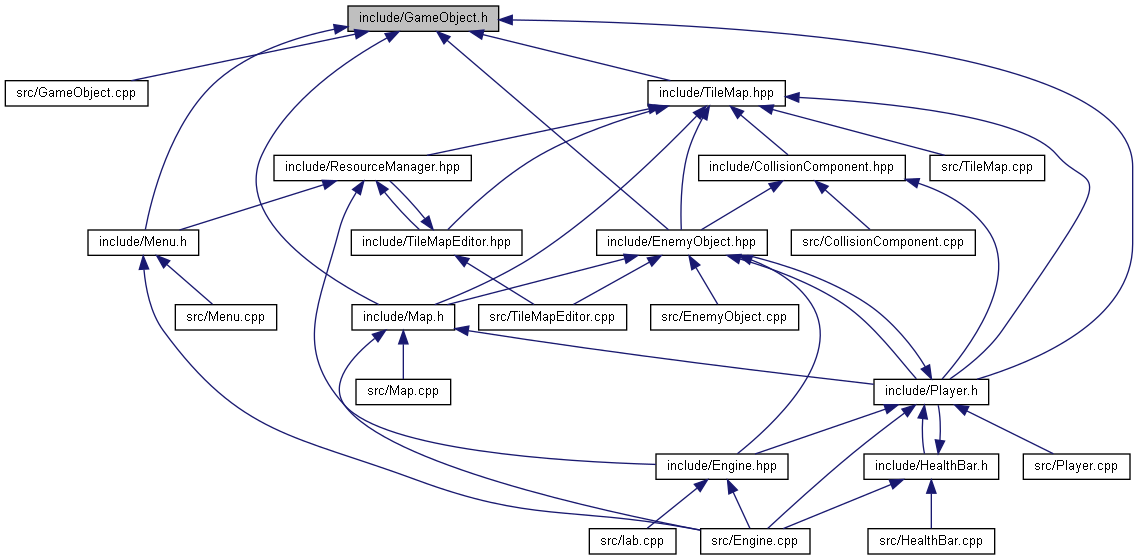 include/GameObject.h
src/GameObject.cpp
include/TileMap.hpp
include/ResourceManager.hpp
include/CollisionComponent.hpp
src/TileMap.cpp
include/Menu.h
include/TileMapEditor.hpp
include/EnemyObject.hpp
src/CollisionComponent.cpp
src/Menu.cpp
include/Map.h
src/TileMapEditor.cpp
src/EnemyObject.cpp
src/Map.cpp
include/Player.h
include/Engine.hpp
include/HealthBar.h
src/Player.cpp
src/lab.cpp
src/Engine.cpp
src/HealthBar.cpp